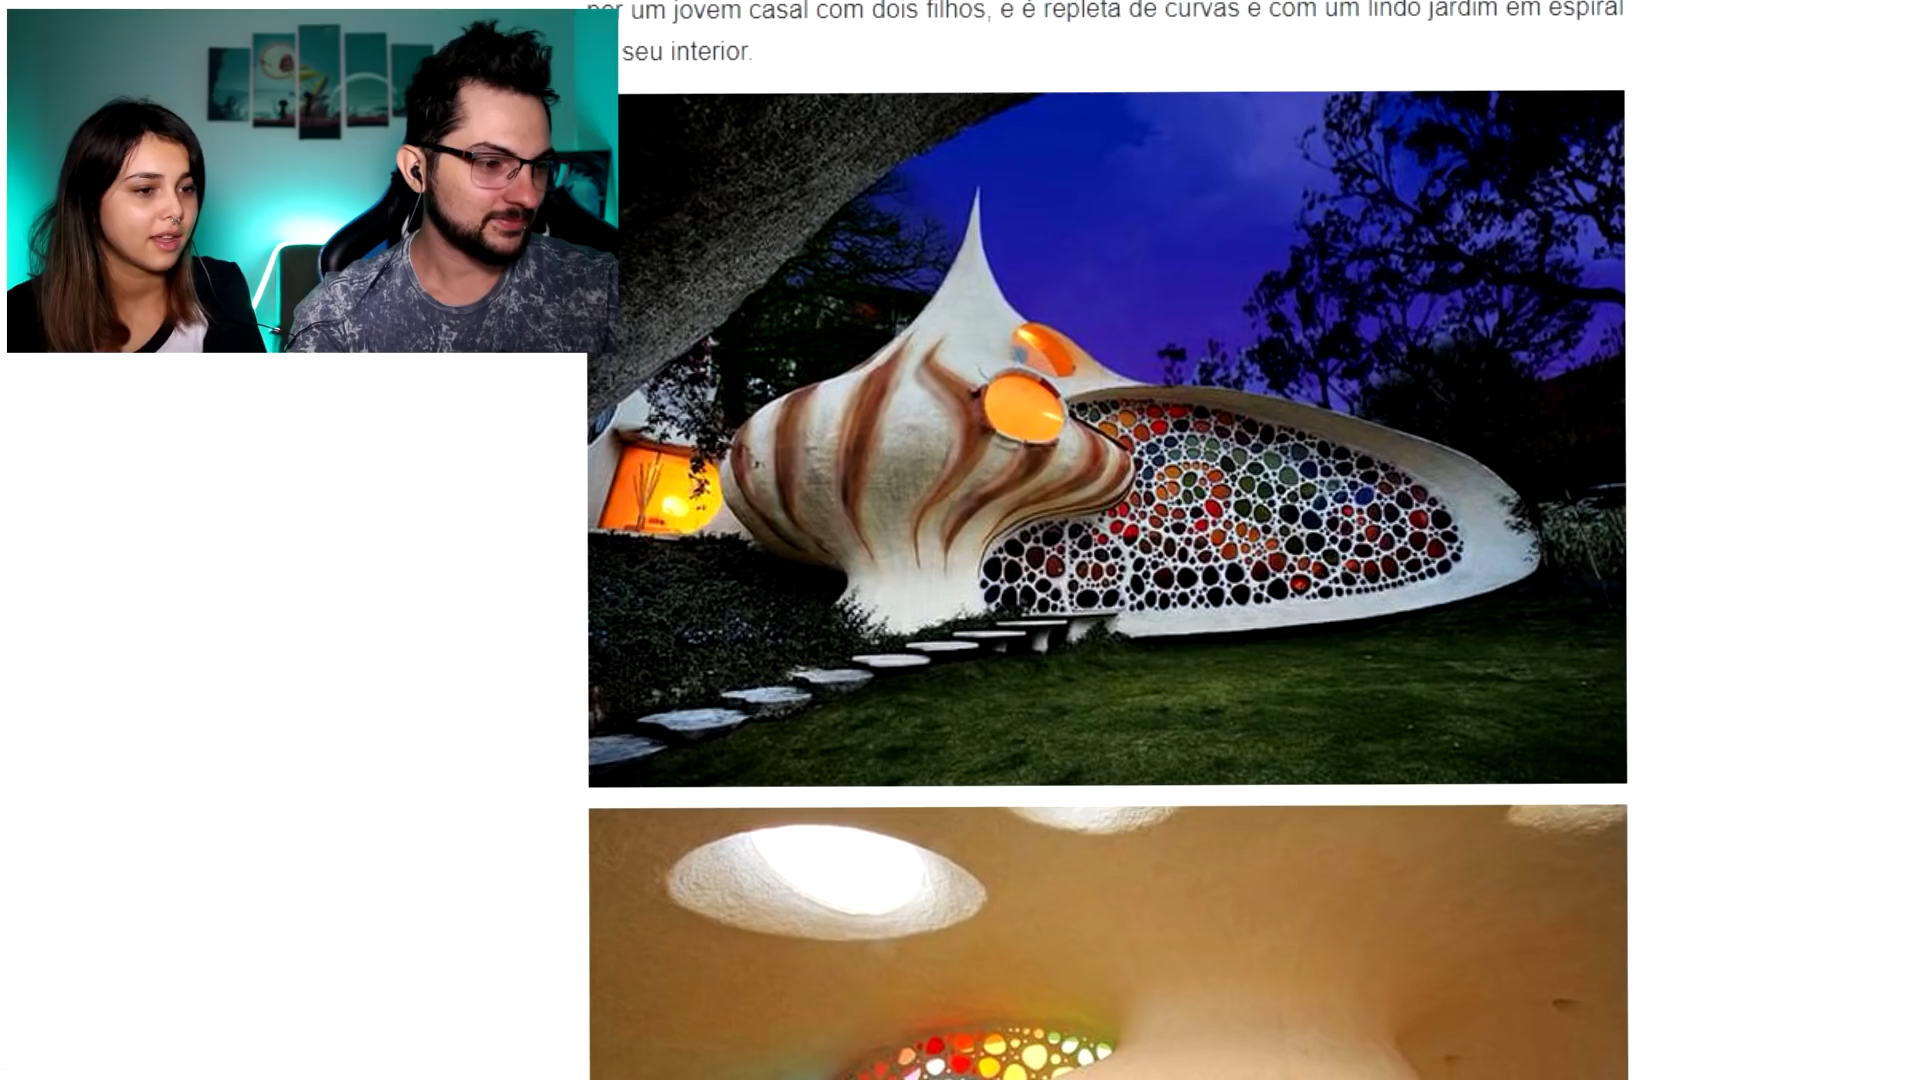 um jovem casal com dois filhos, e é repleta de curvas e com um lindo jardim em espiral
seu interior.